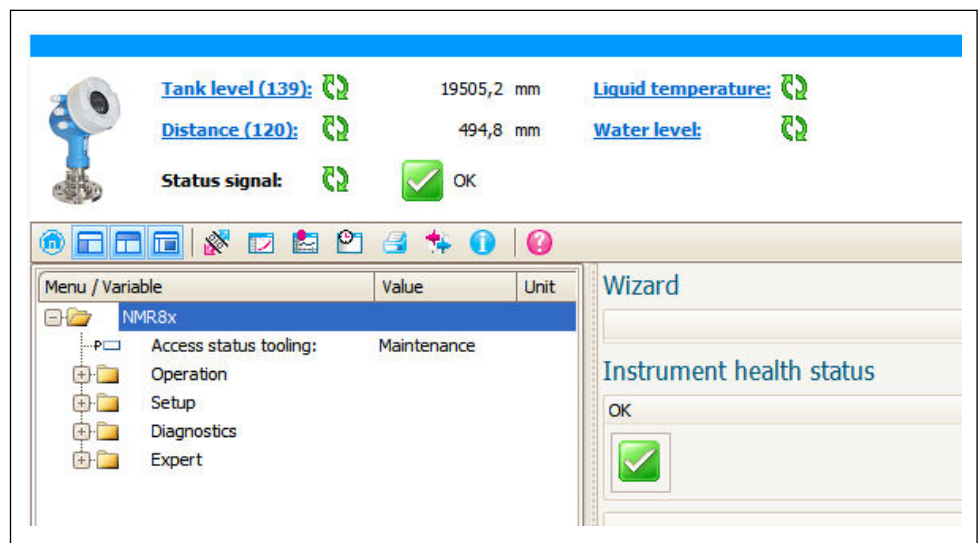 Tank level (139): 19505,2 mm Liquid temperature:
Distance (120): 494,8 mm Water level:
Status signal: OK
Menu / Variable Value Unit
NMR8x
P Access status tooling: Maintenance
Operation
Setup
Diagnostics
Expert
Wizard
Instrument health status
OK